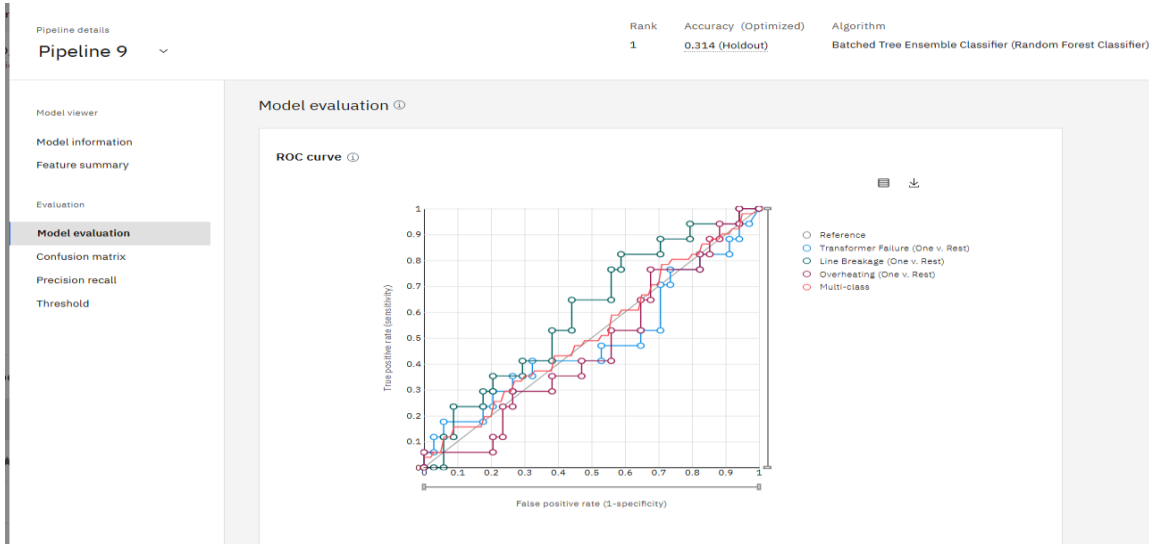 Pipeline details
Pipeline 9
Rank
1
Accuracy (Optimized)
0.314 (Holdout)
Algorithm
Batched Tree Ensemble Classifier (Random Forest Classifier)
Model viewer
Model information
Feature summary
Evaluation
Model evaluation
Confusion matrix
Precision recall
Threshold
Model evaluation
ROC curve
True positive rate (sensitivity)
1
0.9
0.8
0.7
0.6
0.5
0.4
0.3
0.2
0.1
0
0 0.1 0.2 0.3 0.4 0.5 0.6 0.7 0.8 0.9 1
False positive rate (1-specificity)
Reference
Transformer Failure (One v. Rest)
Line Breakage (One v. Rest)
Overheating (One v. Rest)
Multi-class